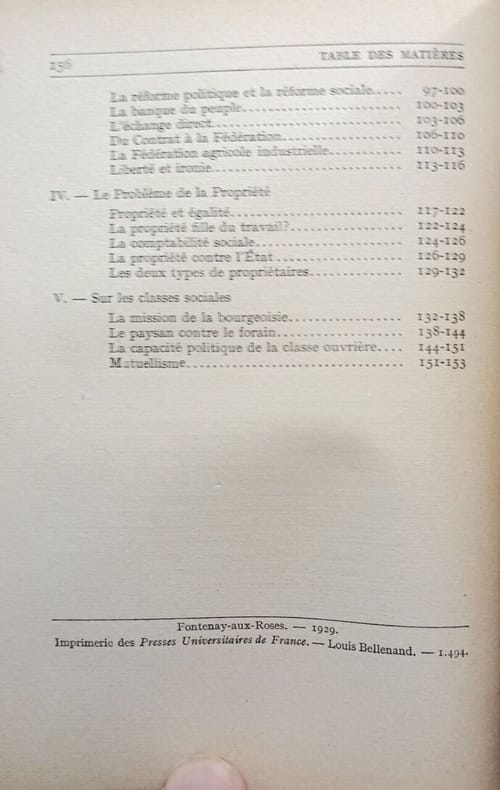 156 TABLE DES MATIÈRES
La réforme politique et la réforme sociale..... 97-100
La banque du peuple........................ 100-103
L'échange direct............................ 103-106
Du Contrat à la Fédération.................. 106-110
La Fédération agricole industrielle........... 110-113
Liberté et ironie............................ 113-116
IV. — Le Problème de la Propriété
Propriété et égalité......................... 117-122
La propriété fille du travail?................ 122-124
La comptabilité sociale...................... 124-126
La propriété contre l'État................... 126-129
Les deux types de propriétaires.............. 129-132
V. — Sur les classes sociales
La mission de la bourgeoisie................. 132-138
Le paysan contre le forain................... 138-144
La capacité politique de la classe ouvrière.... 144-151
Mutuellisme................................ 151-153
Fontenay-aux-Roses. — 1929.
Imprimerie des Presses Universitaires de France. — Louis Bellenand. — 1.494.